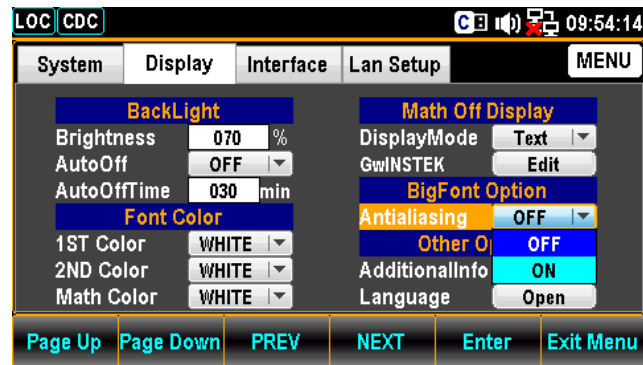 LOC CDC C 09:54:14
System Display Interface Lan Setup MENU
BackLight
Brightness 070 %
AutoOff OFF
AutoOffTime 030 min
Font Color
1ST Color WHITE
2ND Color WHITE
Math Color WHITE
Math Off Display
DisplayMode Text
GwINSTEK Edit
BigFont Option
Antialiasing OFF
OFF
Other
ON
AdditionalInfo
Language Open
Page Up Page Down PREV NEXT Enter Exit Menu